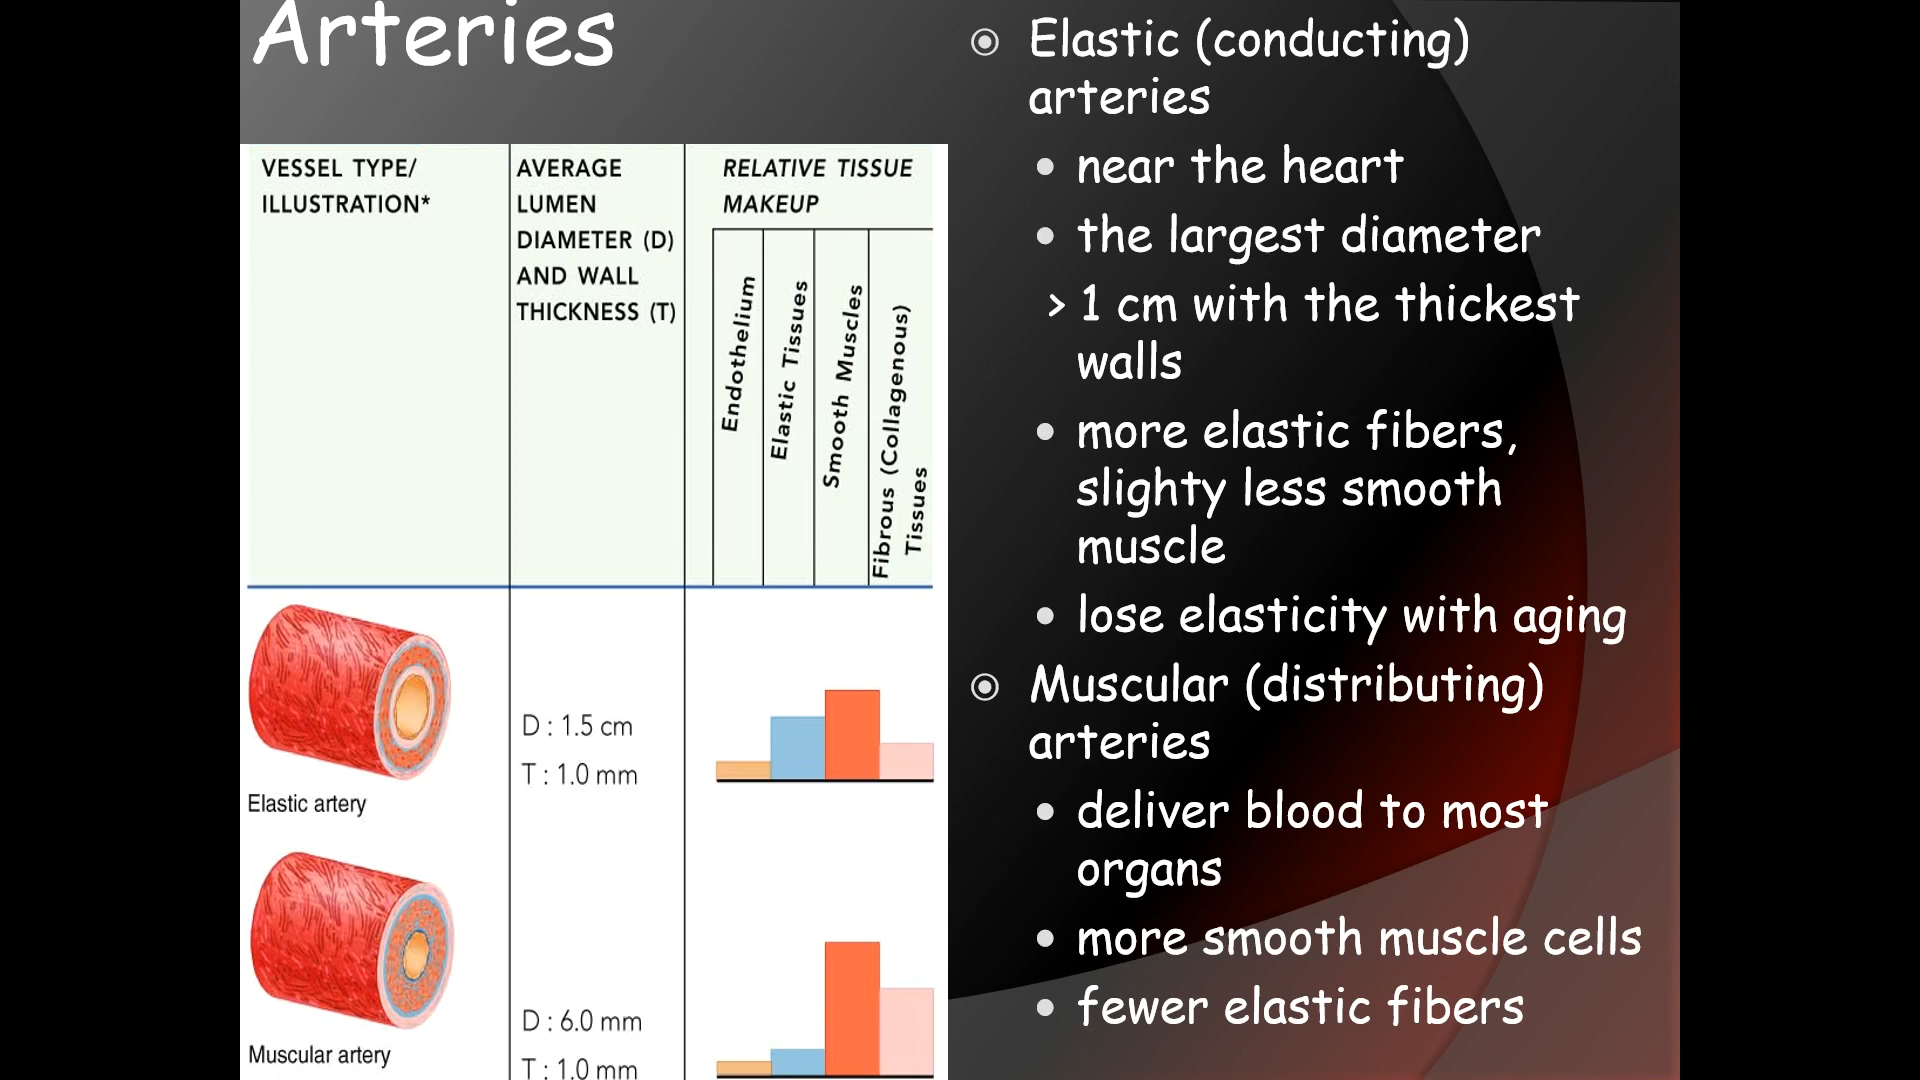 Arteries
VESSEL TYPE/
ILLUSTRATION*
AVERAGE
LUMEN
DIAMETER (D)
AND WALL
THICKNESS (T)
RELATIVE TISSUE
MAKEUP
Endothelium
Elastic Tissues
Smooth Muscles
Fibrous (Collagenous)
Tissues
Elastic artery
D : 1.5 cm
T : 1.0 mm
Muscular artery
D : 6.0 mm
T : 1.0 mm
Elastic (conducting)
arteries
near the heart
the largest diameter
> 1 cm with the thickest
walls
more elastic fibers,
slighty less smooth
muscle
lose elasticity with aging
Muscular (distributing)
arteries
deliver blood to most
organs
more smooth muscle cells
fewer elastic fibers